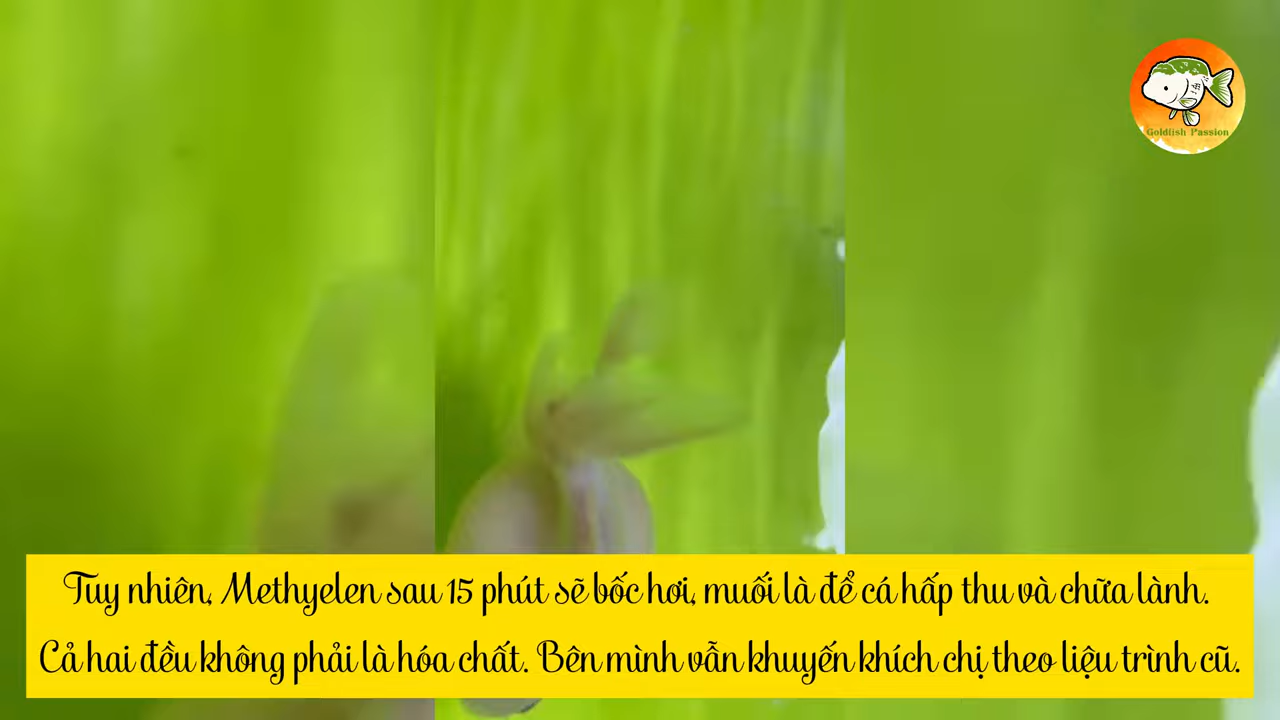 Goldfish Passion
Tuy nhiên, Methyelen sau 15 phút sẽ bốc hơi, muối là để cá hấp thu và chữa lành.
Cả hai đều không phải là hóa chất. Bên mình vẫn khuyến khích chị theo liệu trình cũ.